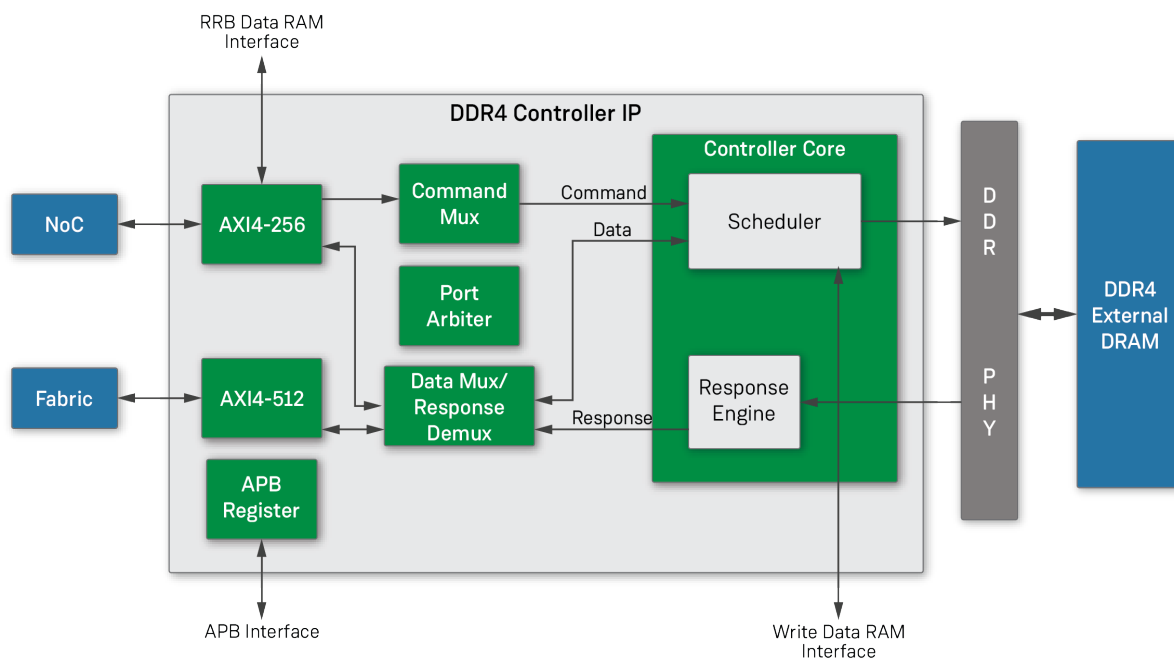 RRB Data RAM
Interface
DDR4 Controller IP
Controller Core
NoC
AXI4-256
Command
Mux
Command
Data
Scheduler
Port
Arbiter
Fabric
AXI4-512
Data Mux/
Response
Demux
Response
Response
Engine
APB
Register
D
D
R
P
H
Y
DDR4
External
DRAM
APB Interface
Write Data RAM
Interface